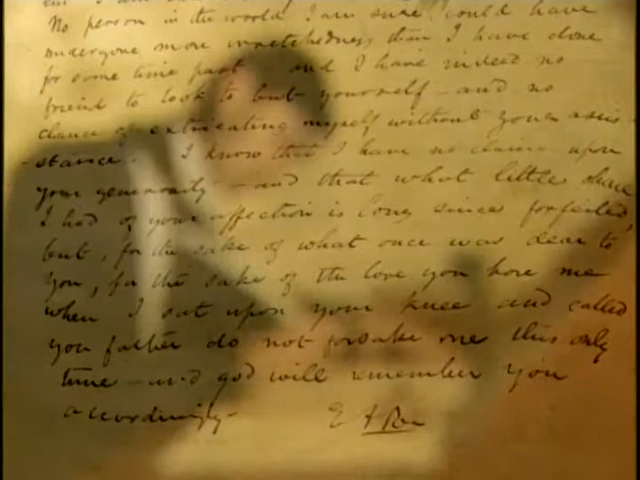 No person in the world I am sure, could have
undergone more wretchedness than I have done
for some time past and I have indeed no
friend to look to but yourself – and no
chance of extricating myself without your assis-
-tance. I know that I have no claim upon
your generosity – and that what little share
I had of your affection is long since forfeited,
but, for the sake of what once was dear to
you, for the sake of the love you bore me
when I sat upon your knee and called
you father do not forsake me this only
time – and god will remember you
accordingly–
E A Poe